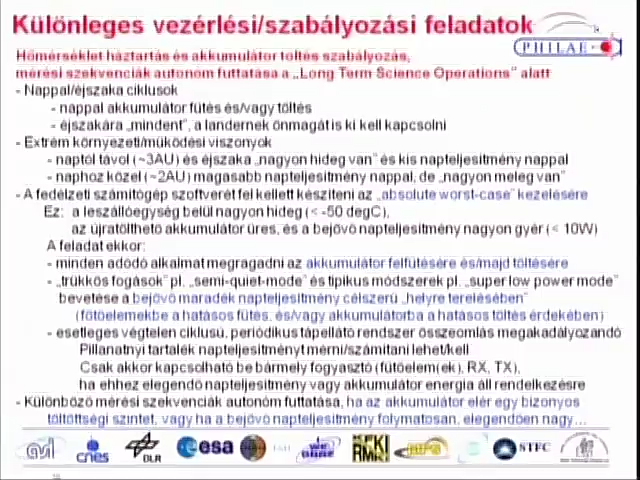 Különleges vezérlési/szabályozási feladatok
PHILAE
Hőmérséklet háztartás és akkumulátor töltés szabályozás,
mérési szekvenciák autonóm futtatása a „Long Term Science Operations" alatt
- Nappal/éjszaka ciklusok
- nappal akkumulátor fűtés és/vagy töltés
- éjszakára „mindent", a landernek önmagát is ki kell kapcsolni
- Extrém környezeti/működési viszonyok
- naptól távol (~3AU) és éjszaka „nagyon hideg van" és kis napteljesítmény nappal
- naphoz közel (~2AU) magasabb napteljesítmény nappal, de „nagyon meleg van"
- A fedélzeti számítógép szoftverét fel kellett készíteni az „absolute worst-case" kezelésére
Ez: a leszállóegység belül nagyon hideg (< -50 degC),
az újratölthető akkumulátor üres, és a bejövő napteljesítmény nagyon gyér (< 10W)
A feladat ekkor:
- minden adódó alkalmat megragadni az akkumulátor felfűtésére és/majd töltésére
- „trükkös fogások" pl. „semi-quiet-mode" és tipikus módszerek pl. „super low power mode"
bevetése a bejövő maradék napteljesítmény célszerű „helyre terelésében"
(fűtőelemekbe a hatásos fűtés, és/vagy akkumulátorba a hatásos töltés érdekében)
- esetleges végtelen ciklusú, periódikus tápellátó rendszer összeomlás megakadályozandó
Pillanatnyi tartalék napteljesítményt mérni/számítani lehet/kell
Csak akkor kapcsolható be bármely fogyasztó (fűtőelem(ek), RX, TX),
ha ehhez elegendő napteljesítmény vagy akkumulátor energia áll rendelkezésre
- Különböző mérési szekvenciák autonóm futtatása, ha az akkumulátor elér egy bizonyos
töltöttségi szintet, vagy ha a bejövő napteljesítmény folymatosan, elegendően nagy…
cnes DLR esa KFKI RMKI MPS STFC